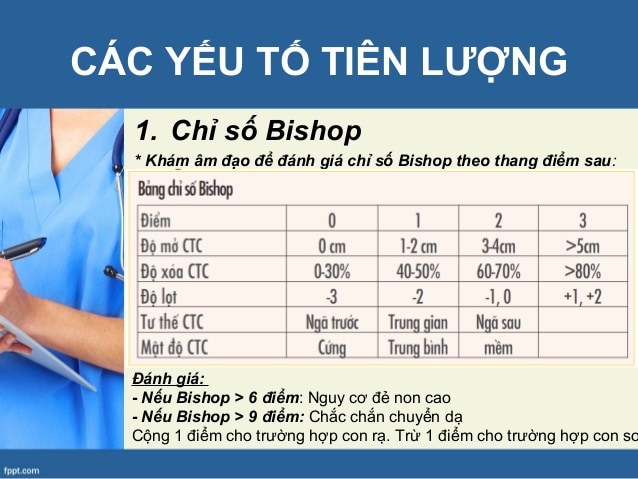 CÁC YẾU TỐ TIÊN LƯỢNG
1. Chỉ số Bishop
* Khám âm đạo để đánh giá chỉ số Bishop theo thang điểm sau:
Bảng chỉ số Bishop
Điểm 0 1 2 3
Độ mở CTC 0 cm 1-2 cm 3-4cm >5cm
Độ xóa CTC 0-30% 40-50% 60-70% >80%
Độ lọt -3 -2 -1, 0 +1, +2
Tư thế CTC Ngã trước Trung gian Ngã sau
Mật độ CTC Cứng Trung bình mềm
Đánh giá:
- Nếu Bishop > 6 điểm: Nguy cơ đẻ non cao
- Nếu Bishop > 9 điểm: Chắc chắn chuyển dạ
Cộng 1 điểm cho trường hợp con rạ. Trừ 1 điểm cho trường hợp con so
fppt.com